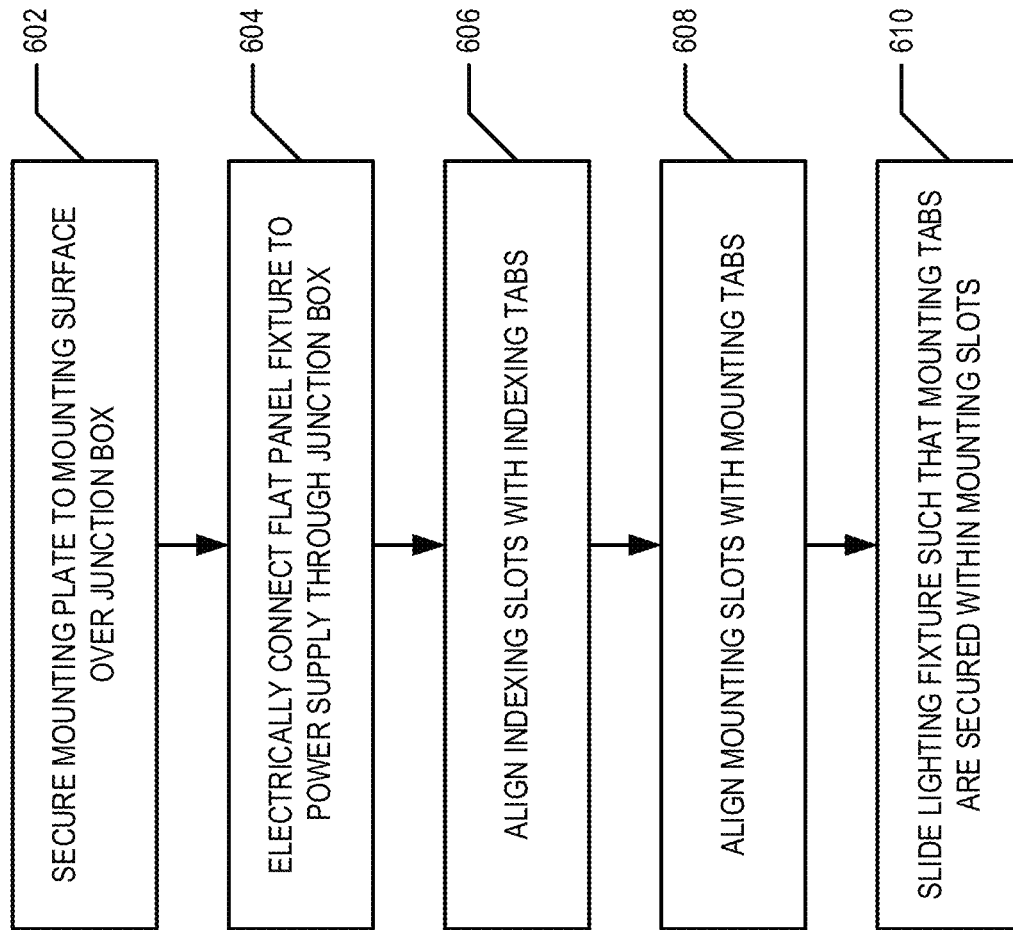 SECURE MOUNTING PLATE TO MOUNTING SURFACE
OVER JUNCTION BOX
602
ELECTRICALLY CONNECT FLAT PANEL FIXTURE TO
POWER SUPPLY THROUGH JUNCTION BOX
604
ALIGN INDEXING SLOTS WITH INDEXING TABS
606
ALIGN MOUNTING SLOTS WITH MOUNTING TABS
608
SLIDE LIGHTING FIXTURE SUCH THAT MOUNTING TABS
ARE SECURED WITHIN MOUNTING SLOTS
610